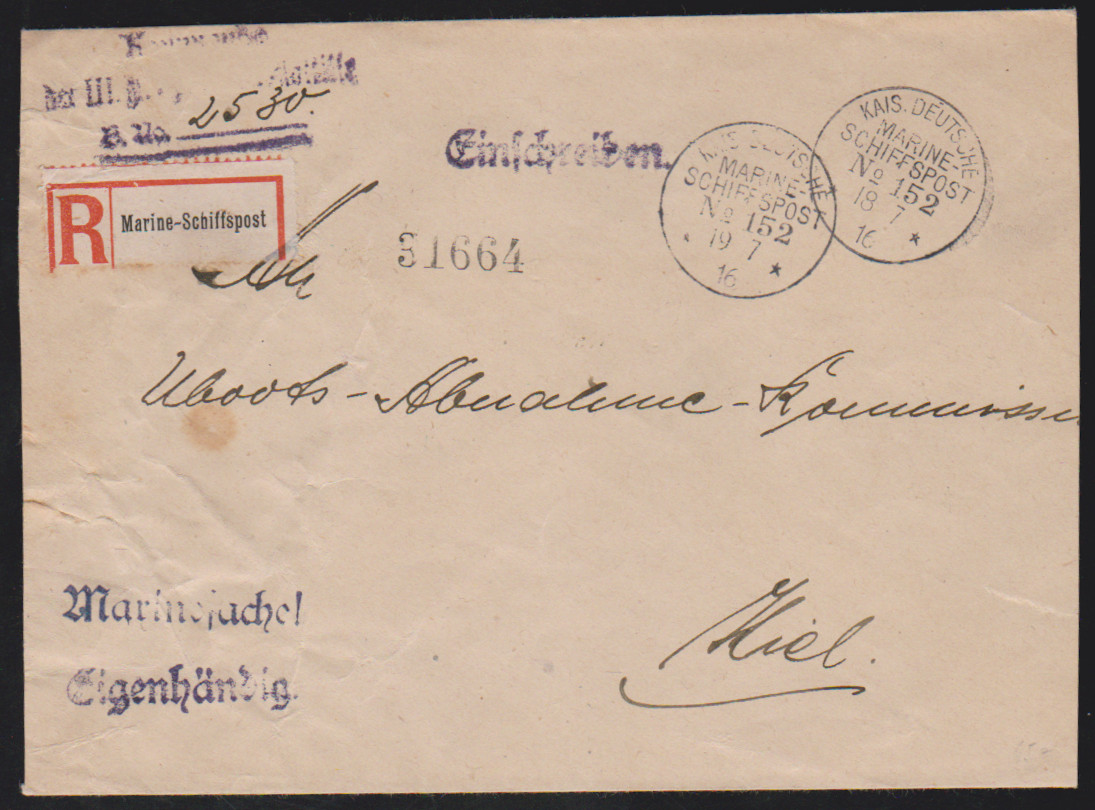 der III.
B. No. 2530.
Einschreiben.
R Marine-Schiffspost
31664
KAIS. DEUTSCHE
MARINE-
SCHIFFSPOST
No 152
19 7
16 *
KAIS. DEUTSCHE
MARINE-
SCHIFFSPOST
No 152
18 7
16 *
An
Uboots-Abnahme-Kommission
Kiel.
Marinesache!
Eigenhändig.